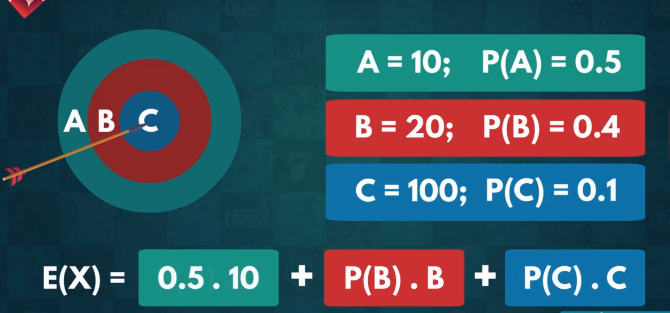 A B C
A = 10; P(A) = 0.5
B = 20; P(B) = 0.4
C = 100; P(C) = 0.1
E(X) = 0.5 . 10 + P(B) . B + P(C) . C